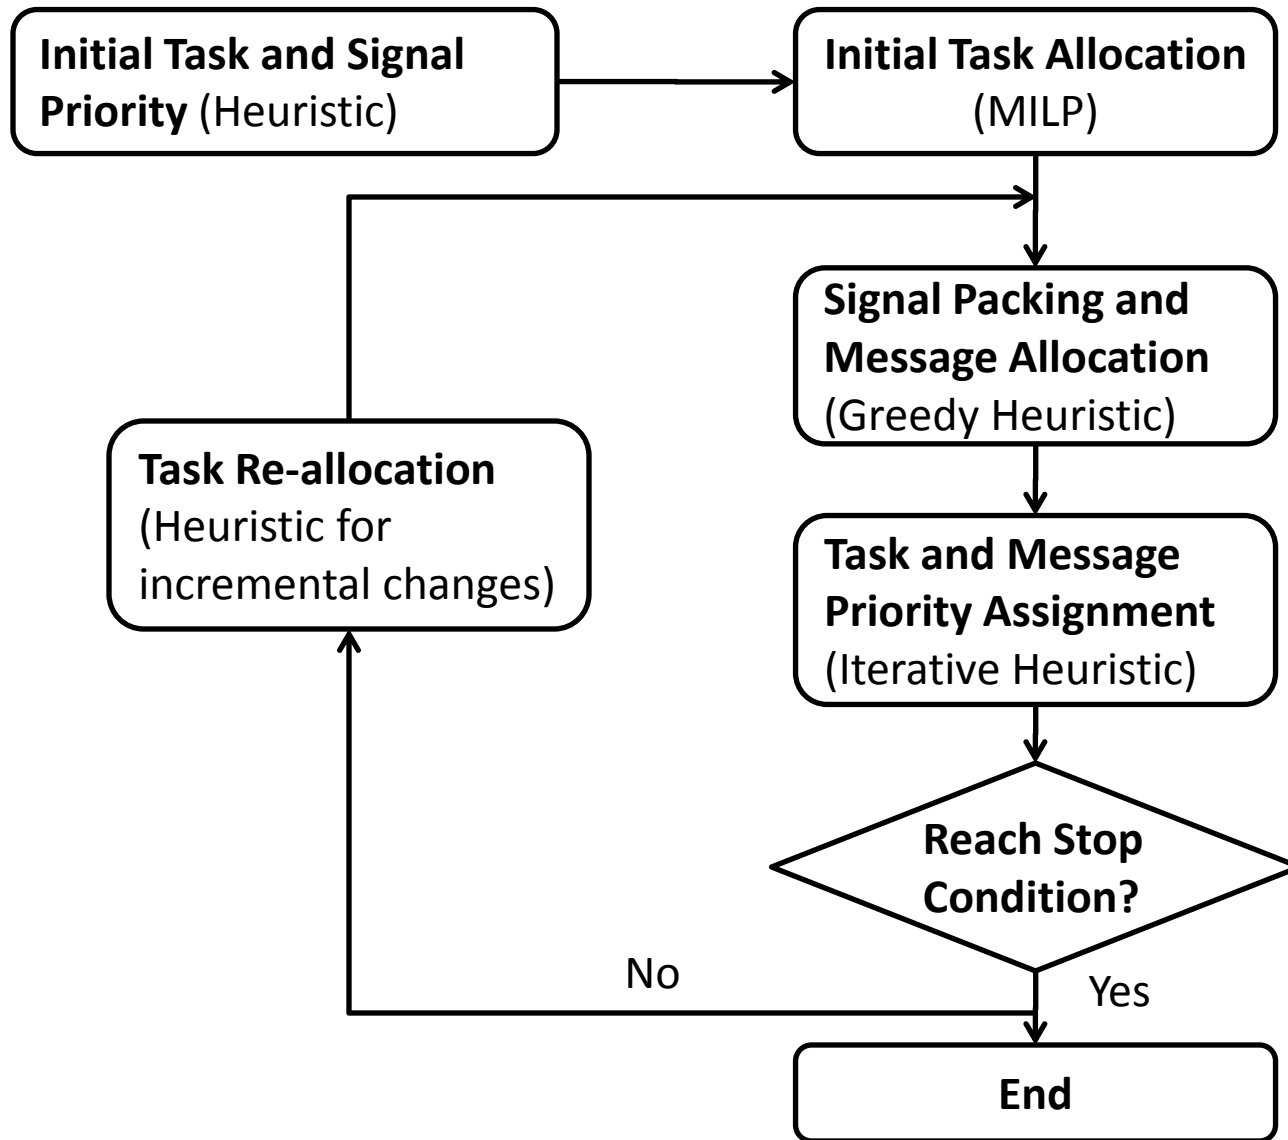 Initial Task and Signal
Priority (Heuristic)
Initial Task Allocation
(MILP)
Signal Packing and
Message Allocation
(Greedy Heuristic)
Task Re-allocation
(Heuristic for
incremental changes)
Task and Message
Priority Assignment
(Iterative Heuristic)
Reach Stop
Condition?
No
Yes
End